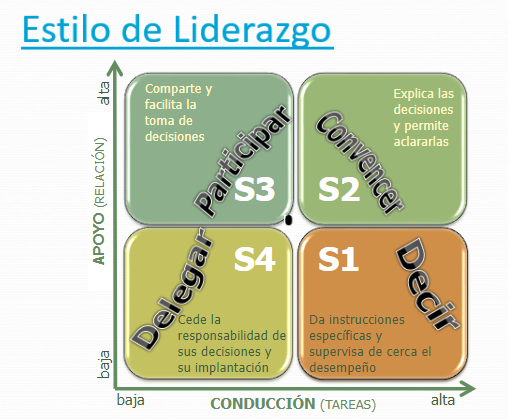 Estilo de Liderazgo
alta
APOYO (RELACIÓN)
baja
Comparte y
facilita la
toma de
decisiones
Participar
S3
Explica las
decisiones
y permite
aclararlas
Convencer
S2
Delegar
S4
Cede la
responsabilidad de
sus decisiones y
su implantación
S1
Decir
Da instrucciones
específicas y
supervisa de cerca el
desempeño
baja
CONDUCCIÓN (TAREAS)
alta